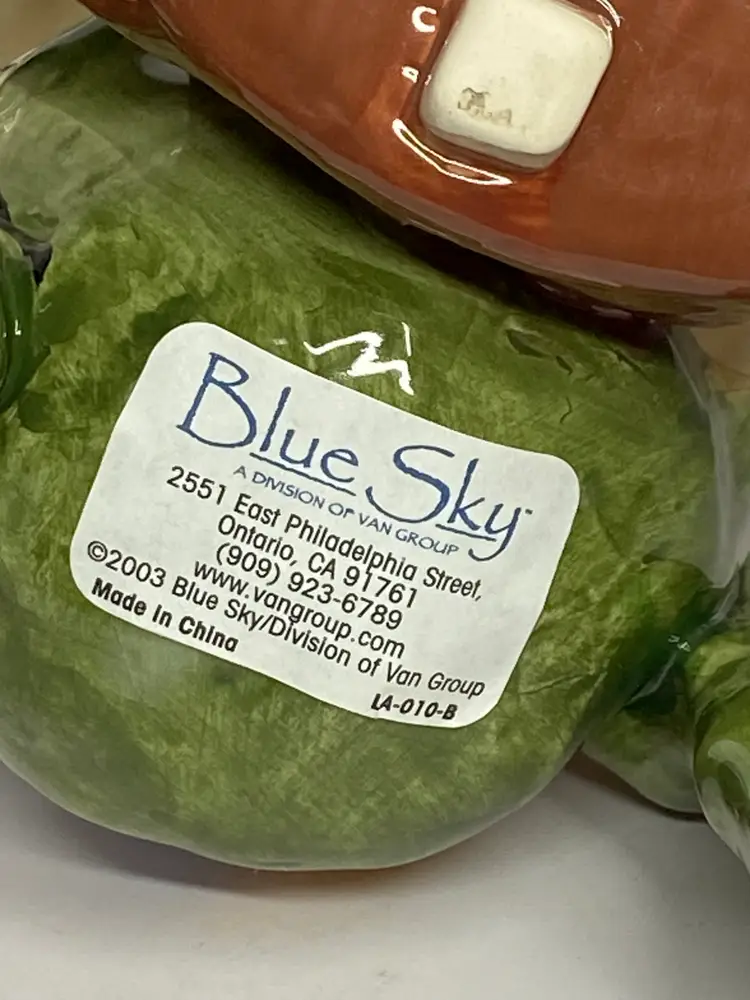 Blue Sky™
A DIVISION OF VAN GROUP
2551 East Philadelphia Street,
Ontario, CA 91761
(909) 923-6789
www.vangroup.com
©2003 Blue Sky/Division of Van Group
Made In China
LA-010-B